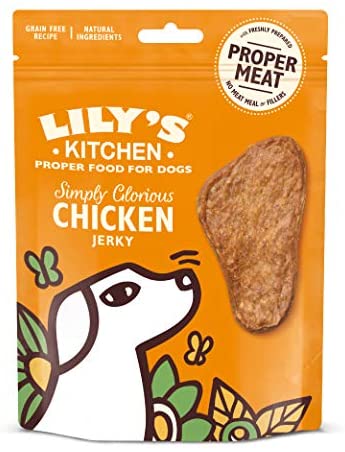 GRAIN FREE
RECIPE
NATURAL
INGREDIENTS
WITH FRESHLY PREPARED
PROPER
MEAT
NO MEAT MEAL OR FILLERS
LILY'S®
• KITCHEN •
PROPER FOOD FOR DOGS
Simply Glorious
CHICKEN
JERKY